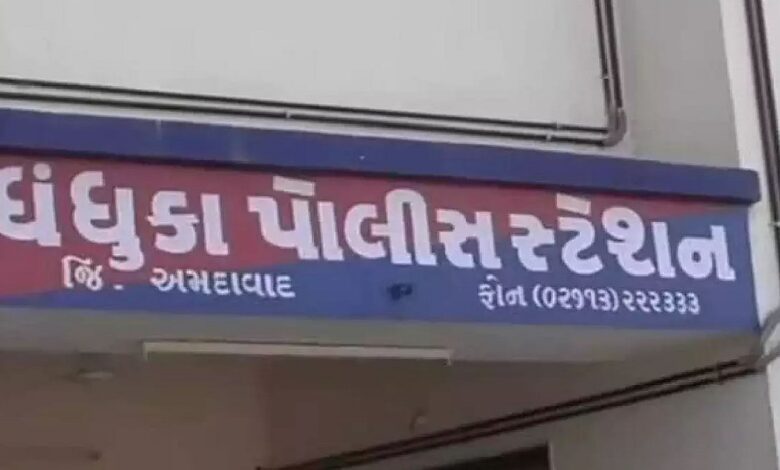 ધંધુકા પોલીસ સ્ટેશન
જિ - અમદાવાદ
ફોન (૦૨૭૧૩) ૨૨૨૩૩૩